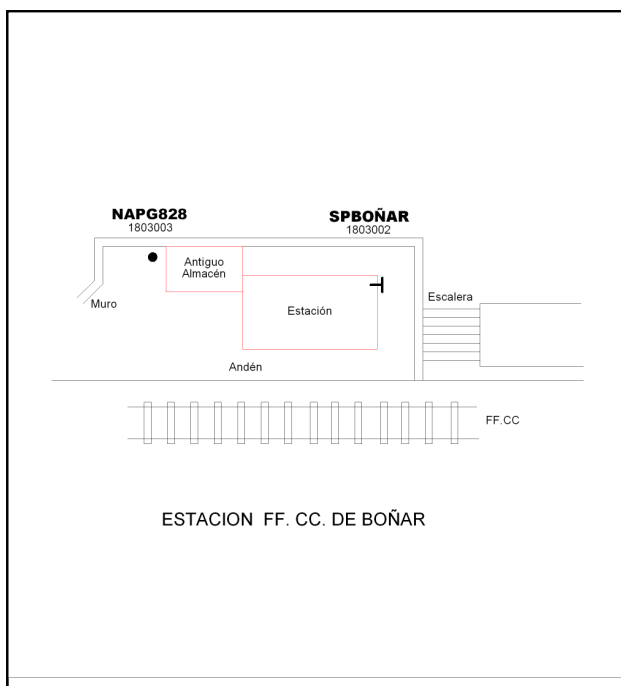 NAPG828
1803003
SPBOÑAR
1803002
Antiguo
Almacén
Muro
Estación
Escalera
Andén
FF.CC
ESTACION FF. CC. DE BOÑAR